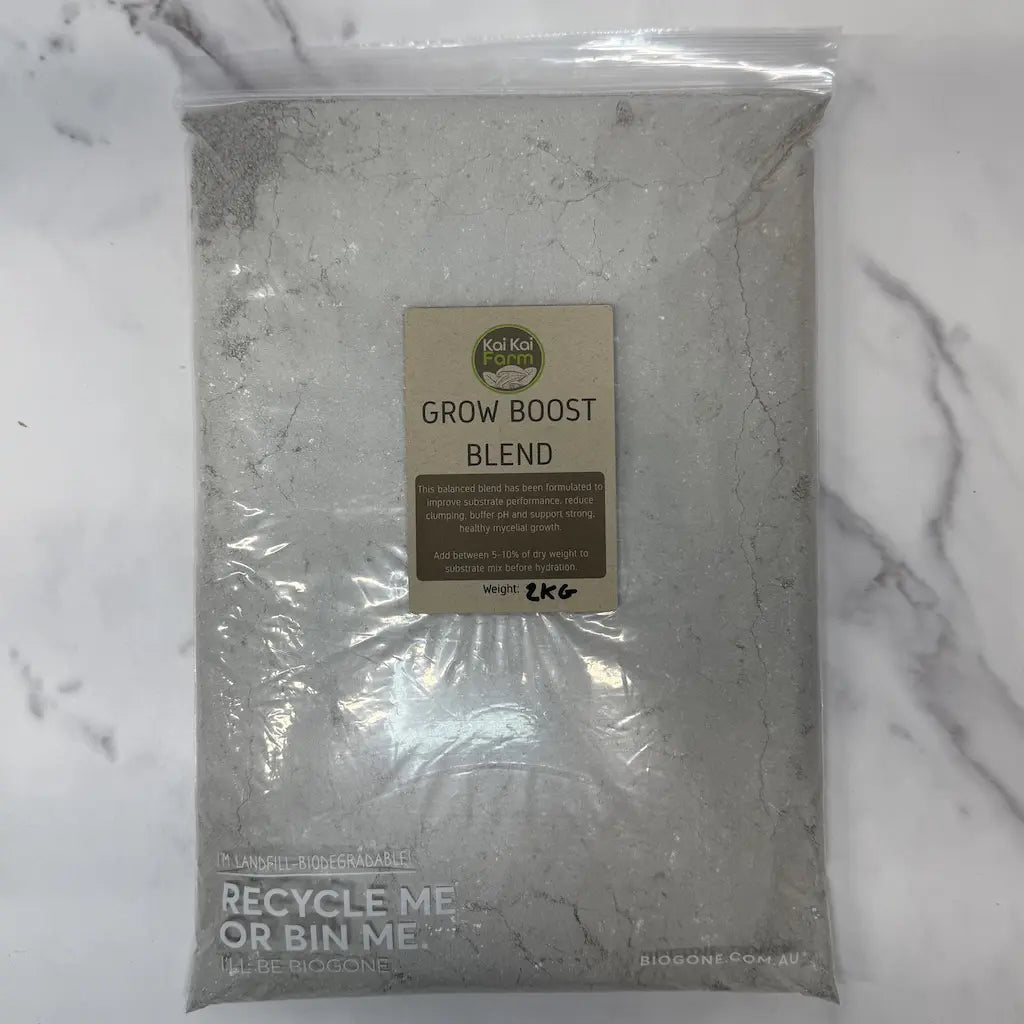 Kai Kai
Farm
GROW BOOST
BLEND
This balanced blend has been formulated to
improve substrate performance, reduce
clumping, buffer pH and support strong,
healthy mycelial growth.
Add between 5-10% of dry weight to
substrate mix before hydration.
Weight: 2KG
I'M LANDFILL-BIODEGRADABLE!
RECYCLE ME
OR BIN ME.
I'LL BE BIOGONE
BIOGONE.COM.AU